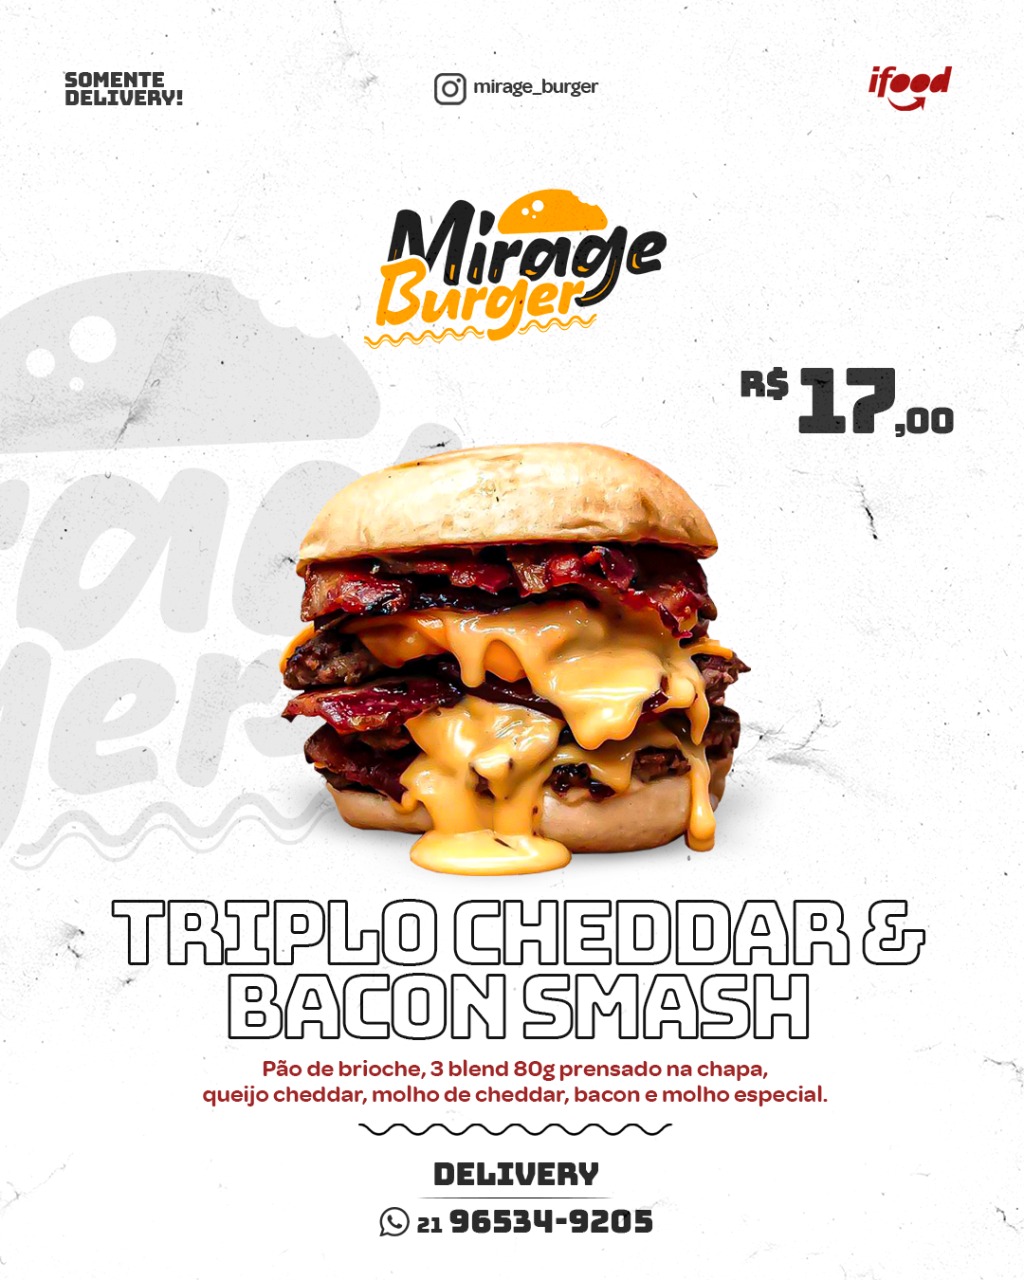 SOMENTE
DELIVERY!
mirage_burger
ifood
Mirage
Burger
R$ 17,00
TRIPLO CHEDDAR &
BACON SMASH
Pão de brioche, 3 blend 80g prensado na chapa,
queijo cheddar, molho de cheddar, bacon e molho especial.
DELIVERY
21 96534-9205